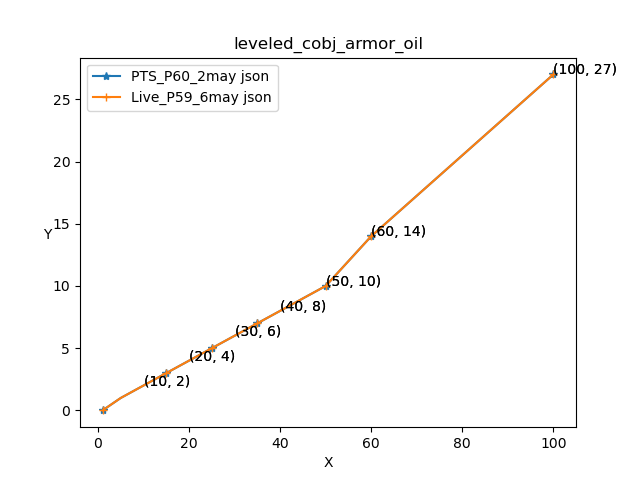 leveled_cobj_armor_oil
PTS_P60_2may json
Live_P59_6may json
(100, 27)
(60, 14)
(50, 10)
(40, 8)
(30, 6)
(20, 4)
(10, 2)
25
20
15
10
5
0
Y
0 20 40 60 80 100
X